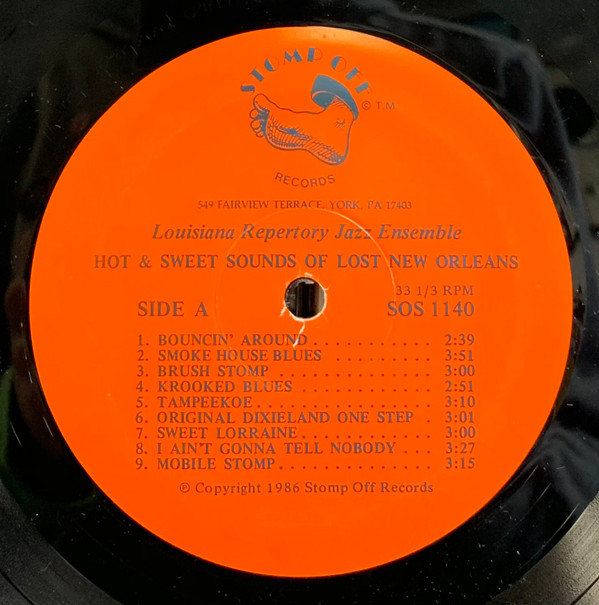 STOMP OFF
© T.M.
RECORDS
549 FAIRVIEW TERRACE, YORK, PA 17403
Louisiana Repertory Jazz Ensemble
HOT & SWEET SOUNDS OF LOST NEW ORLEANS
33 1/3 RPM
SIDE A SOS 1140
1. BOUNCIN' AROUND . . . . . . . . . . . 2:39
2. SMOKE HOUSE BLUES . . . . . . . . . . 3:51
3. BRUSH STOMP . . . . . . . . . . . . . . 3:00
4. KROOKED BLUES . . . . . . . . . . . . 2:51
5. TAMPEEKOE . . . . . . . . . . . . . . . 3:10
6. ORIGINAL DIXIELAND ONE STEP . 3:01
7. SWEET LORRAINE . . . . . . . . . . . . 3:00
8. I AIN'T GONNA TELL NOBODY . . . 3:27
9. MOBILE STOMP . . . . . . . . . . . . . 3:15
℗ Copyright 1986 Stomp Off Records